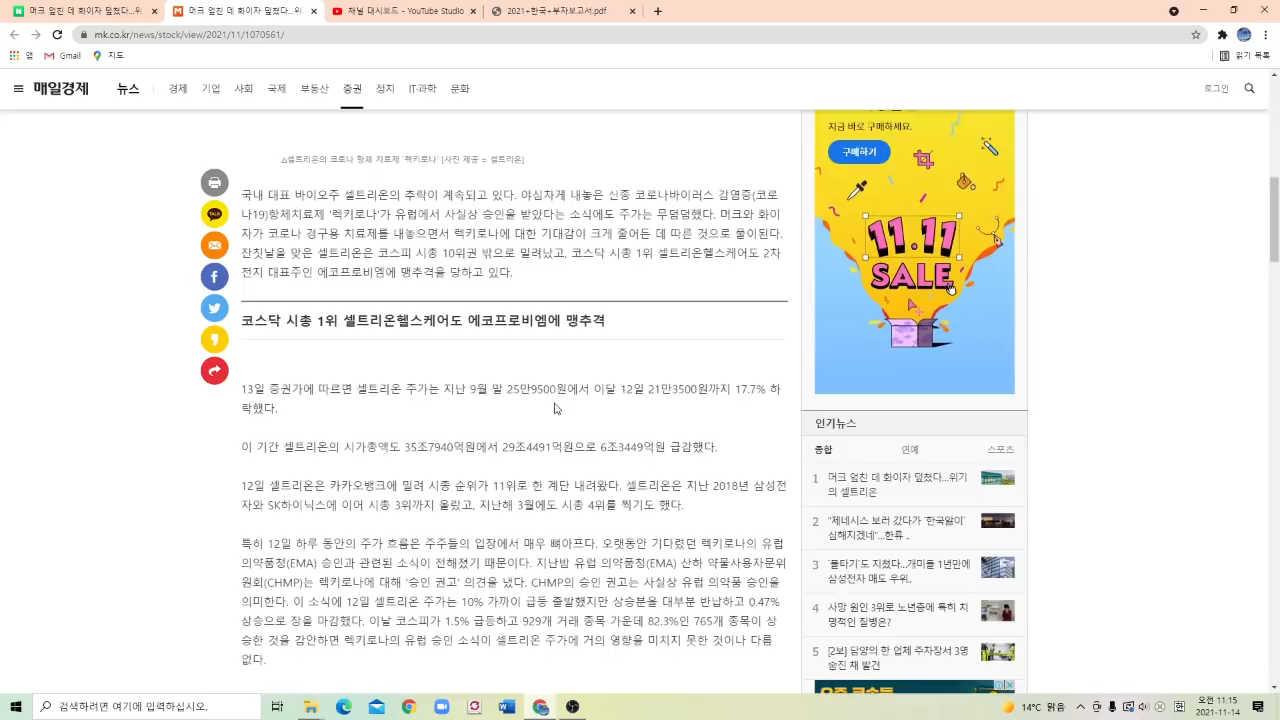 머크 엎친 데 화이자 덮쳤다...위
머크 엎친 데 화이자 덮쳤다...위
채널 대시보드 - YouTube Studio
2021+한국+부자보고서.pdf
mk.co.kr/news/stock/view/2021/11/1070561/
앱 Gmail 지도 읽기 목록
매일경제 뉴스 경제 기업 사회 국제 부동산 증권 정치 IT·과학 문화 로그인
△셀트리온의 코로나 항체 치료제 '렉키로나' [사진 제공 = 셀트리온]
국내 대표 바이오주 셀트리온의 추락이 계속되고 있다. 야심차게 내놓은 신종 코로나바이러스 감염증(코로
나19)항체치료제 '렉키로나'가 유럽에서 사실상 승인을 받았다는 소식에도 주가는 무덤덤했다. 머크와 화이
자가 코로나 경구용 치료제를 내놓으면서 렉키로나에 대한 기대감이 크게 줄어든 데 따른 것으로 풀이된다.
잔칫날을 맞은 셀트리온은 코스피 시총 10위권 밖으로 밀려났고, 코스닥 시총 1위 셀트리온헬스케어도 2차
전지 대표주인 에코프로비엠에 맹추격을 당하고 있다.
코스닥 시총 1위 셀트리온헬스케어도 에코프로비엠에 맹추격
13일 증권가에 따르면 셀트리온 주가는 지난 9월 말 25만9500원에서 이달 12일 21만3500원까지 17.7% 하
락했다.
이 기간 셀트리온의 시가총액도 35조7940억원에서 29조4491억원으로 6조3449억원 급감했다.
12일 셀트리온은 카카오뱅크에 밀려 시총 순위가 11위로 한 계단 내려왔다. 셀트리온은 지난 2018년 삼성전
자와 SK하이닉스에 이어 시총 3위까지 올랐고, 지난해 3월에도 시총 4위를 찍기도 했다.
특히 12일 하루 동안의 주가 흐름은 주주들의 입장에서 매우 뼈아프다. 오랫동안 기다렸던 렉키로나의 유럽
의약품청(EMA) 승인과 관련된 소식이 전해졌기 때문이다. 지난밤 유럽 의약품청(EMA) 산하 약물사용자문위
원회(CHMP)는 렉키로나에 대해 '승인 권고' 의견을 냈다. CHMP의 승인 권고는 사실상 유럽 의약품 승인을
의미한다. 이 소식에 12일 셀트리온 주가는 10% 가까이 급등 출발했지만 상승분을 대부분 반납하고 0.47%
상승으로 장을 마감했다. 이날 코스피가 1.5% 급등하고 929개 거래 종목 가운데 82.3%인 765개 종목이 상
승한 것을 감안하면 렉키로나의 유럽 승인 소식이 셀트리온 주가에 거의 영향을 미치지 못한 것이나 다름
없다.
TALK
지금 바로 구매하세요.
구매하기
11.11
SALE
인기뉴스
종합 연예 스포츠
1 머크 엎친 데 화이자 덮쳤다...위기
의 셀트리온
2 "제네시스 보러 갔다가 '한국앓이'
심해지겠네"...한류 ..
3 '물타기'도 지쳤다...개미들 1년만에
삼성전자 매도 우위..
4 사망 원인 3위로 노년층에 특히 치
명적인 질병은?
5 [2보] 담양의 한 업체 주차장서 3명
숨진 채 발견
검색하려면 여기에 입력하십시오.
14°C 맑음
오전 11:15
2021-11-14